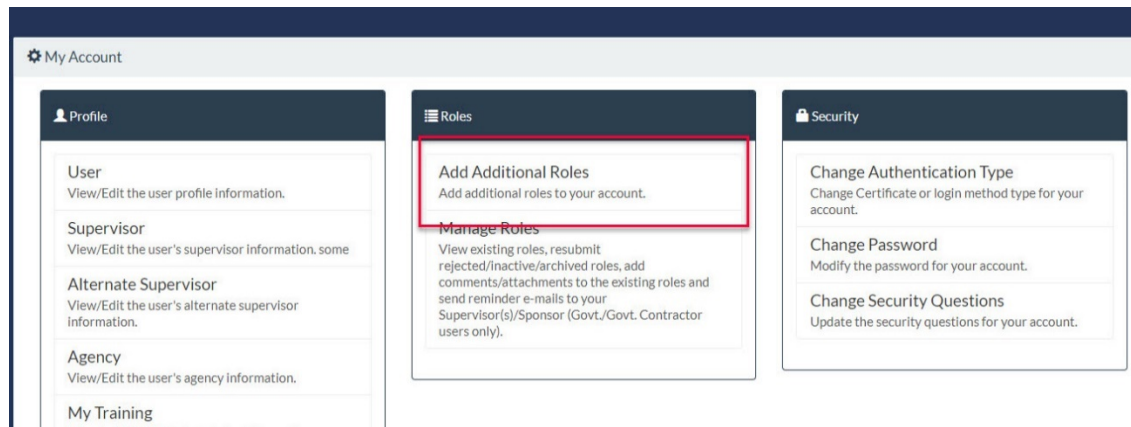 My Account
Profile
User
View/Edit the user profile information.
Supervisor
View/Edit the user's supervisor information. some
Alternate Supervisor
View/Edit the user's alternate supervisor
information.
Agency
View/Edit the user's agency information.
My Training
Roles
Add Additional Roles
Add additional roles to your account.
Manage Roles
View existing roles, resubmit
rejected/inactive/archived roles, add
comments/attachments to the existing roles and
send reminder e-mails to your
Supervisor(s)/Sponsor (Govt./Govt. Contractor
users only).
Security
Change Authentication Type
Change Certificate or login method type for your
account.
Change Password
Modify the password for your account.
Change Security Questions
Update the security questions for your account.